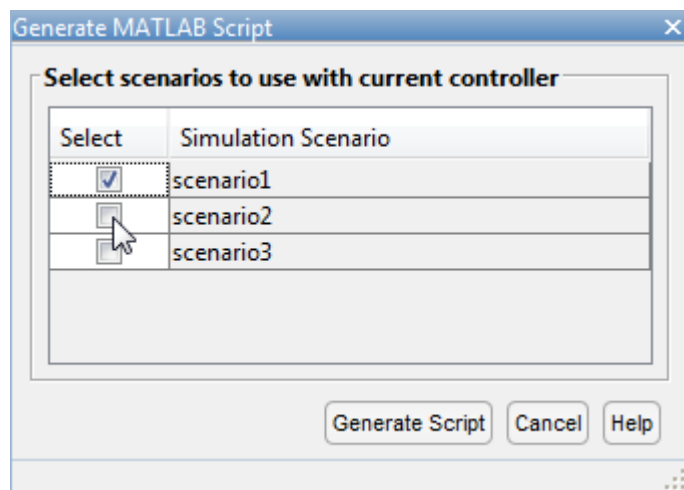 Generate MATLAB Script
Select scenarios to use with current controller
Select Simulation Scenario
scenario1
scenario2
scenario3
Generate Script Cancel Help